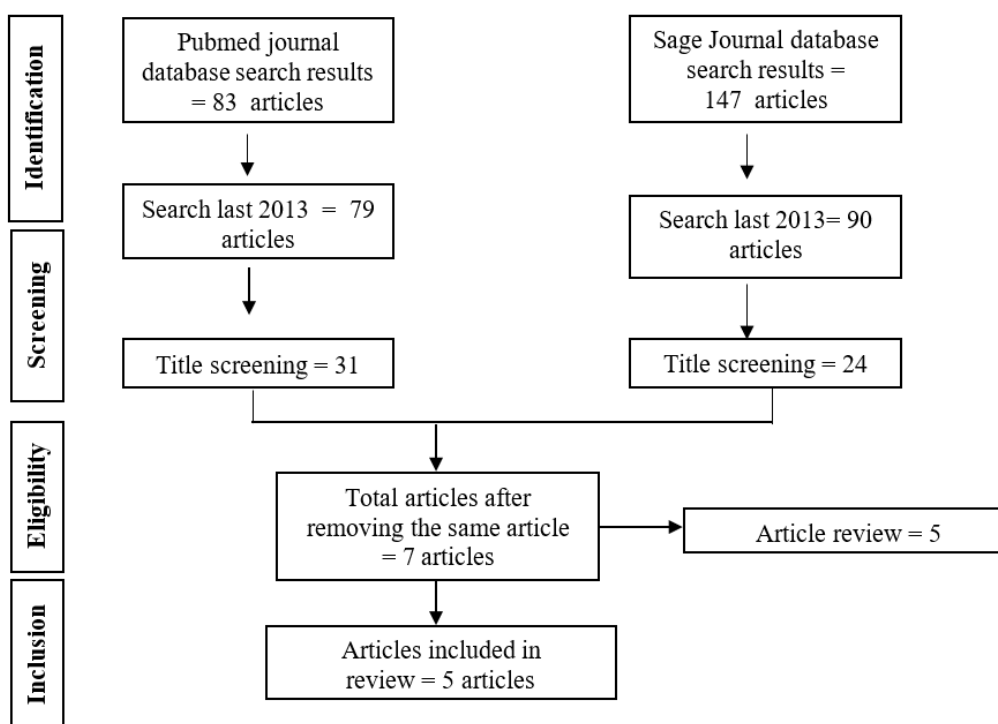 Identification
Pubmed journal
database search results
= 83 articles
Sage Journal database
search results =
147 articles
Search last 2013 = 79
articles
Search last 2013= 90
articles
Screening
Title screening = 31
Title screening = 24
Eligibility
Total articles after
removing the same article
= 7 articles
Article review = 5
Inclusion
Articles included in
review = 5 articles